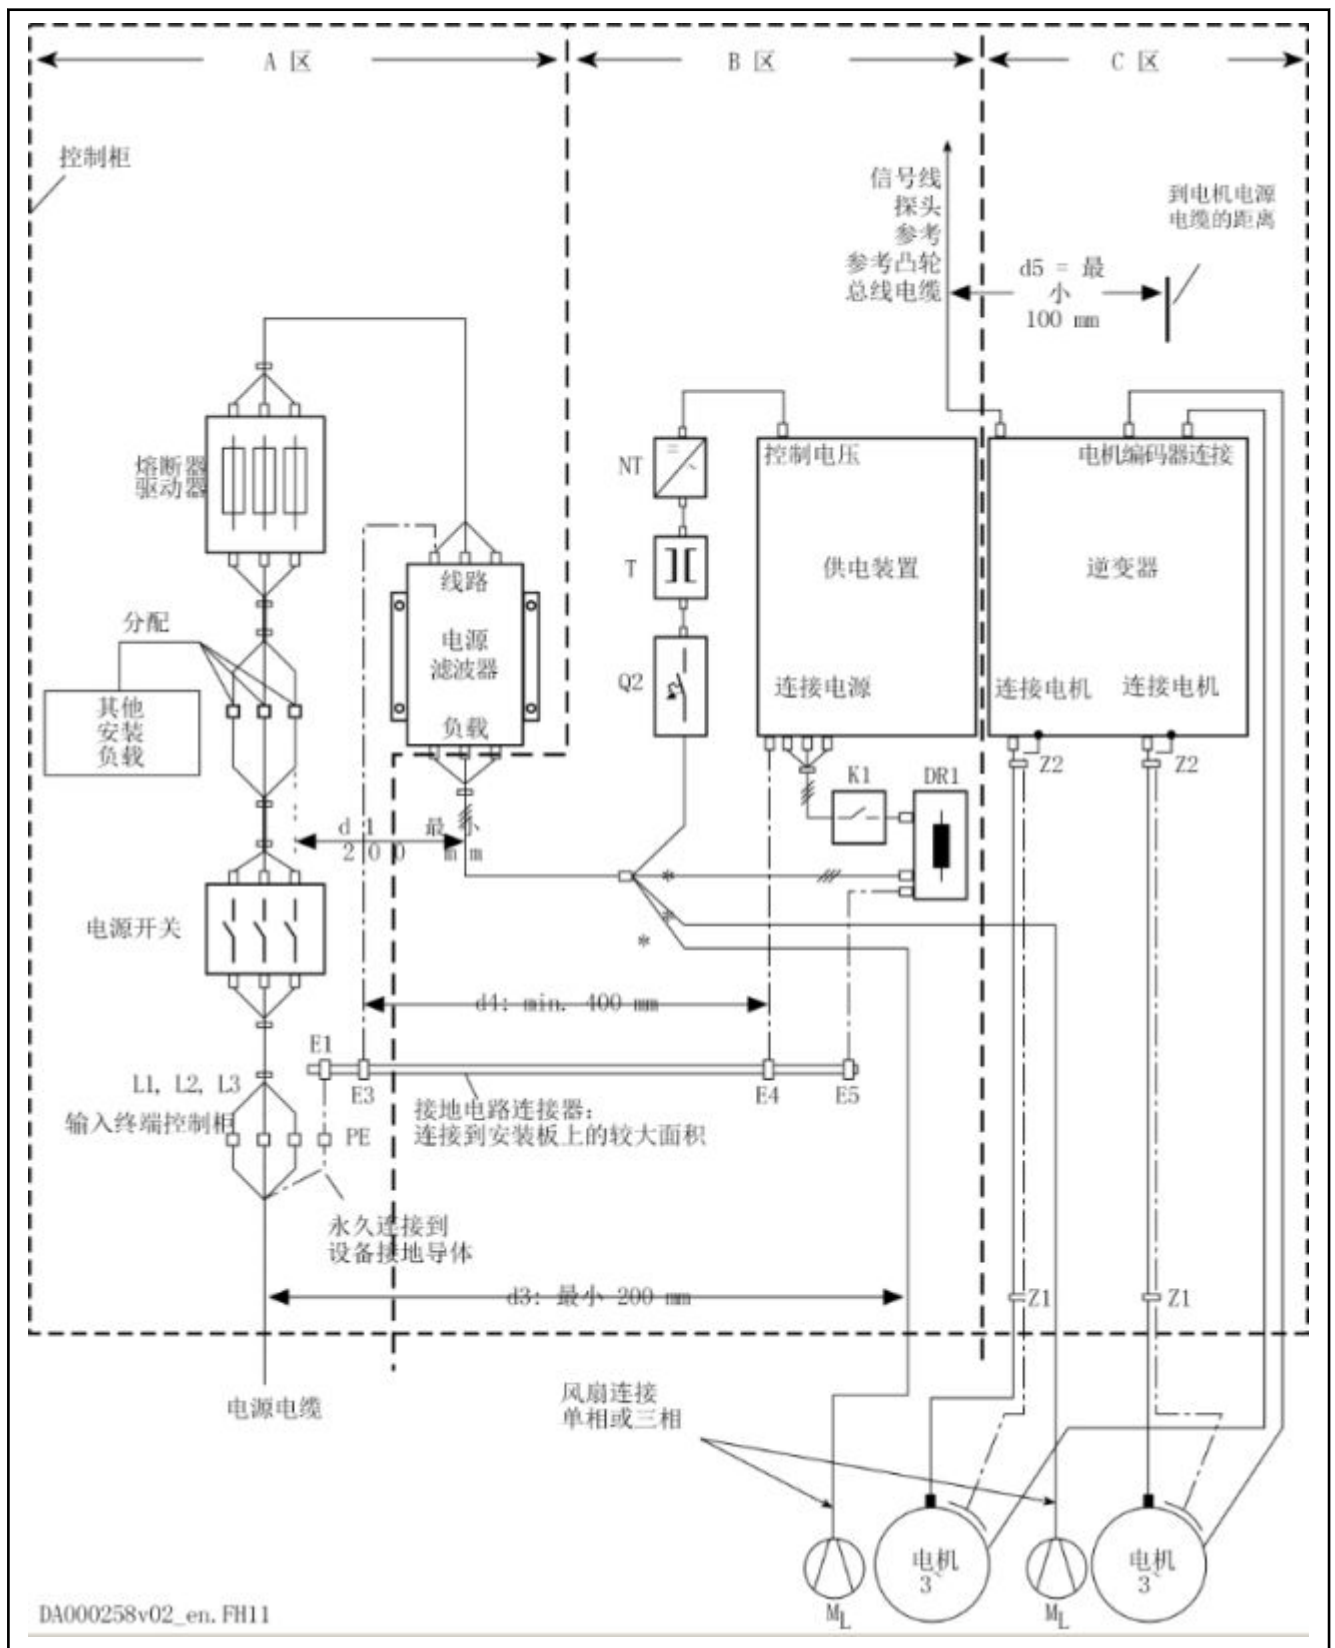 A 区
B 区
C 区
控制柜
信号线
探头
参考
参考凸轮
总线电缆
到电机电源
电缆的距离
d5 = 最
小
100 mm
熔断器
驱动器
NT
控制电压
电机编码器连接
T
供电装置
逆变器
线路
电源
滤波器
负载
分配
其他
安装
负载
Q2
连接电源
连接电机
连接电机
Z2
Z2
K1
DR1
d 1 最 小
2 0 0 m m
*
*
*
电源开关
d4: min. 400 mm
E1
E3
E4
E5
L1, L2, L3
输入终端控制柜
PE
接地电路连接器:
连接到安装板上的较大面积
永久连接到
设备接地导体
d3: 最小 200 mm
Z1
Z1
电源电缆
风扇连接
单相或三相
电机
3~
电机
3~
ML
ML
DA000258v02_en.FH11